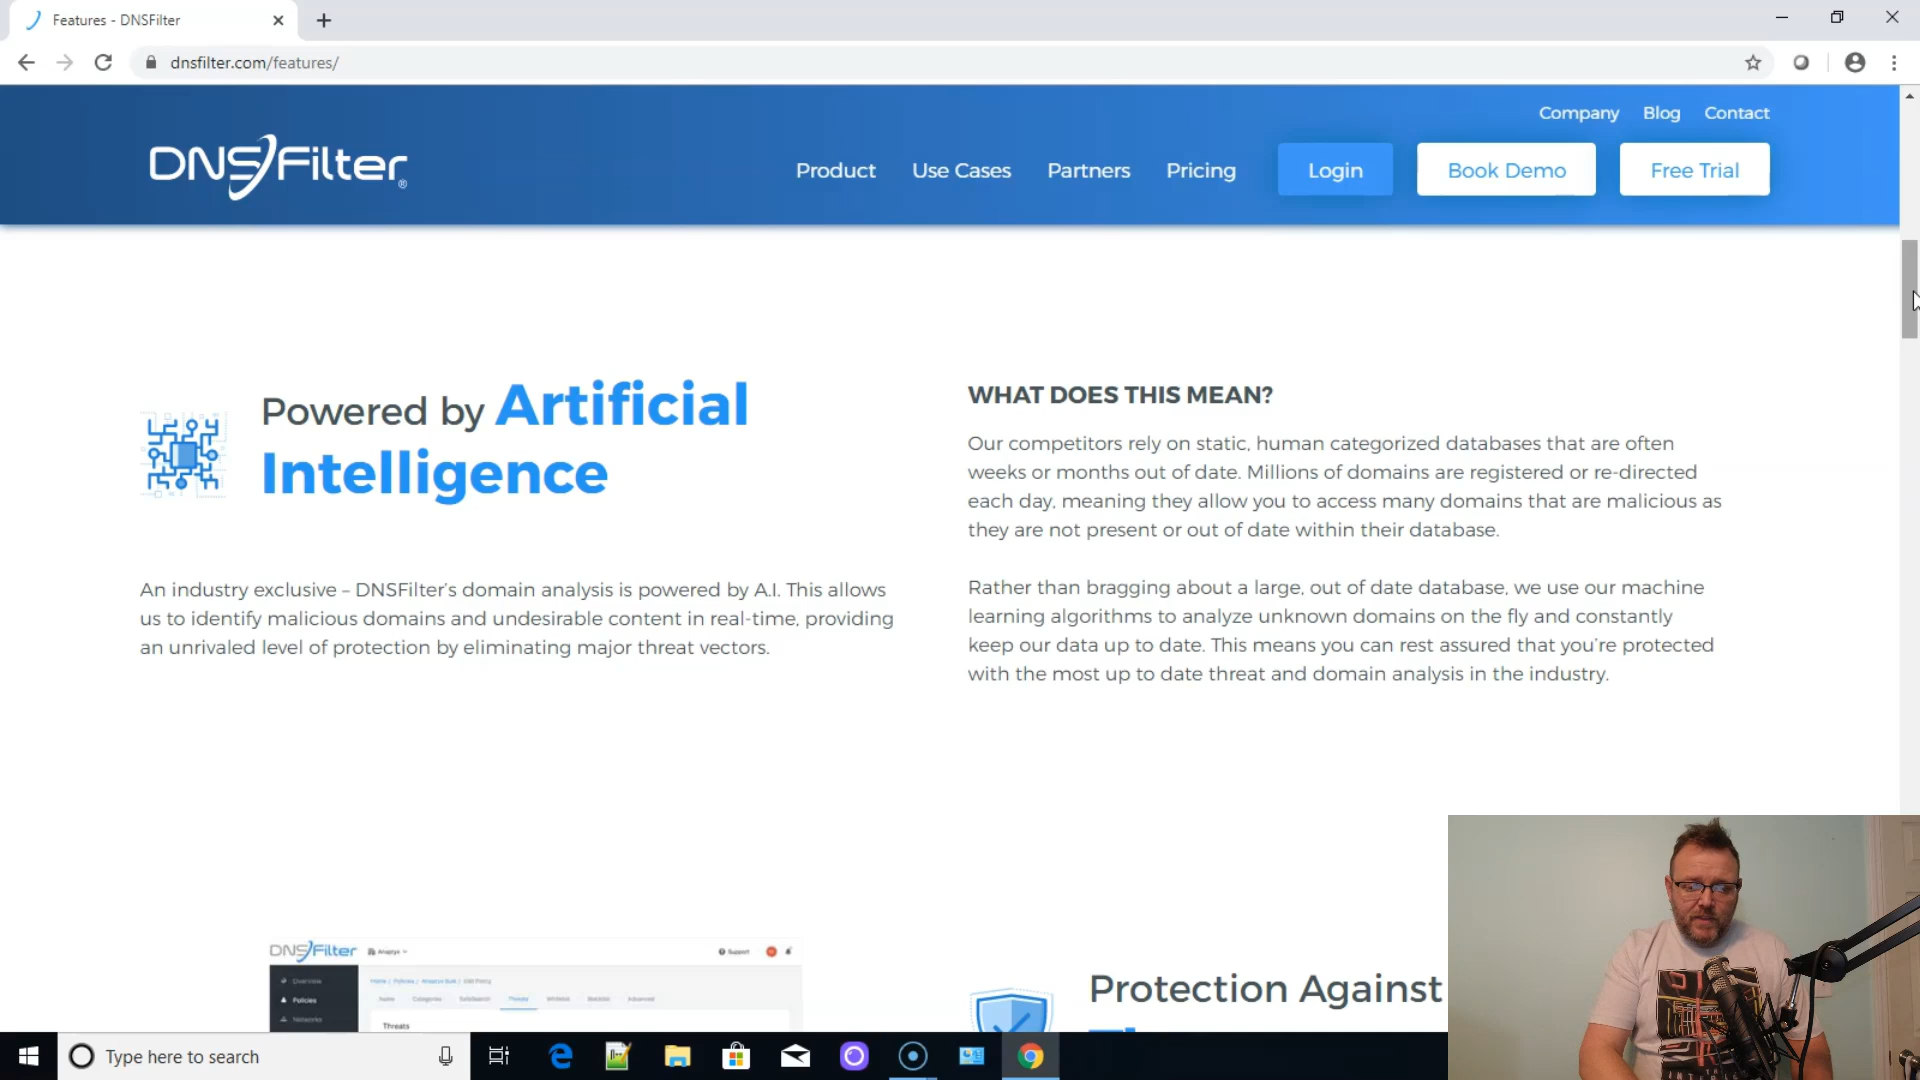 Features - DNSFilter
dnsfilter.com/features/
Company Blog Contact
DNSFilter®
Product Use Cases Partners Pricing Login Book Demo Free Trial
Powered by Artificial
Intelligence
An industry exclusive – DNSFilter's domain analysis is powered by A.I. This allows
us to identify malicious domains and undesirable content in real-time, providing
an unrivaled level of protection by eliminating major threat vectors.
WHAT DOES THIS MEAN?
Our competitors rely on static, human categorized databases that are often
weeks or months out of date. Millions of domains are registered or re-directed
each day, meaning they allow you to access many domains that are malicious as
they are not present or out of date within their database.
Rather than bragging about a large, out of date database, we use our machine
learning algorithms to analyze unknown domains on the fly and constantly
keep our data up to date. This means you can rest assured that you're protected
with the most up to date threat and domain analysis in the industry.
DNSFilter Support
Overview
Policies
Networks
Threats
Protection Against
Type here to search